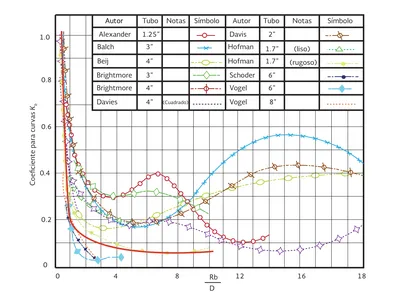 Autor Tubo Notas Símbolo Autor Tubo Notas Símbolo
Alexander 1.25" Davis 2"
Balch 3" Hofman 1.7" (liso)
Beij 4" Hofman 1.7" (rugoso)
Brightmore 3" Schoder 6"
Brightmore 4" Vogel 6"
Davies 4" (Cuadrado) Vogel 8"
Coeficiente para curvas Kb
1.0
0.8
0.6
0.4
0.2
0
0 4 8 12 16 18
Rb
D